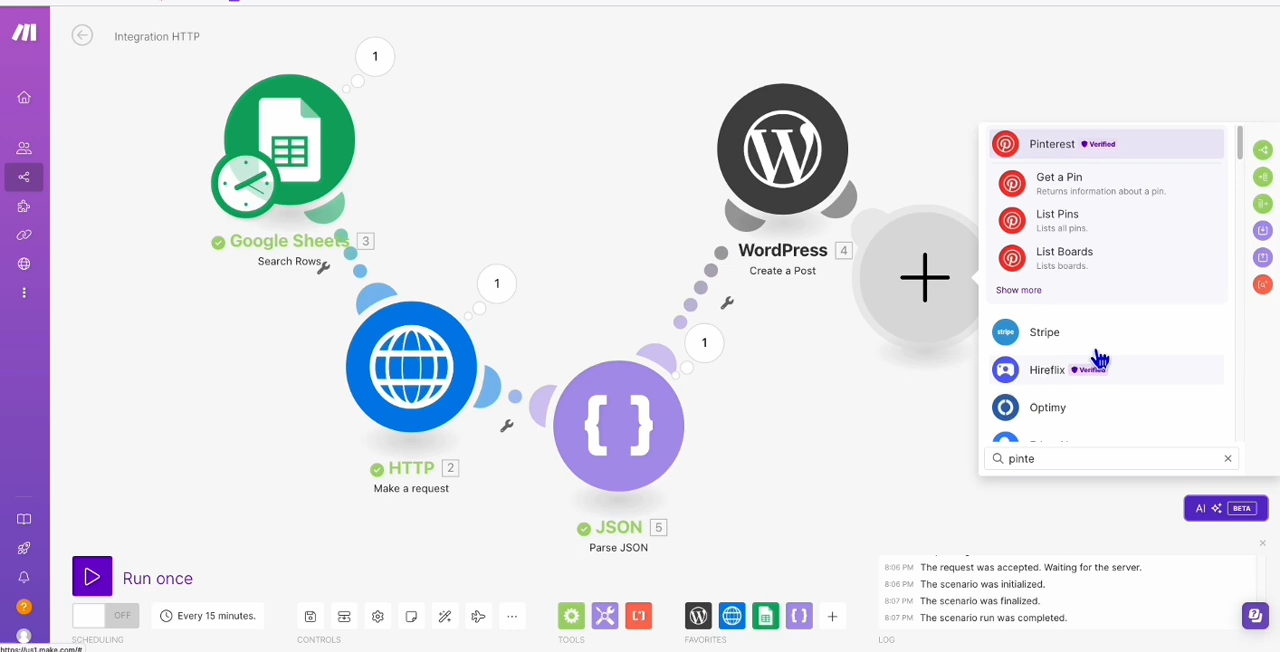 Integration HTTP
1
Google Sheets 3
Search Rows
1
HTTP 2
Make a request
1
JSON 5
Parse JSON
WordPress 4
Create a Post
Pinterest Verified
Get a Pin
Returns information about a pin.
List Pins
Lists all pins.
List Boards
Lists boards.
Show more
stripe Stripe
Hireflix Verified
Optimy
pinte
AI BETA
Run once
OFF
Every 15 minutes.
SCHEDULING
CONTROLS
TOOLS
FAVORITES
LOG
8:06 PM The request was accepted. Waiting for the server.
8:06 PM The scenario was initialized.
8:07 PM The scenario was finalized.
8:07 PM The scenario run was completed.
https://us1.make.com/#